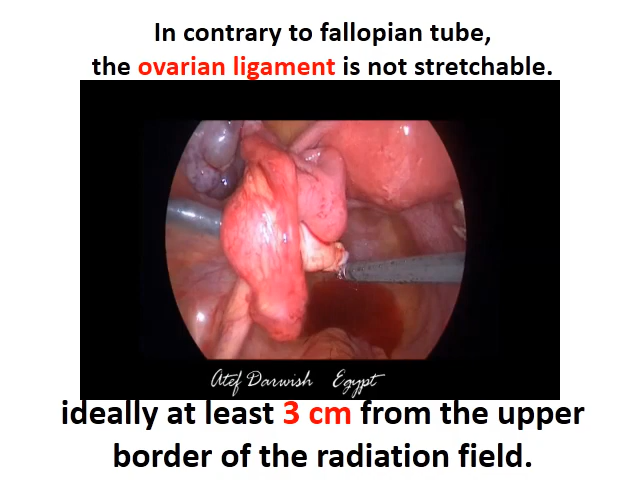 In contrary to fallopian tube,
the ovarian ligament is not stretchable.
Atef Darwish Egypt
ideally at least 3 cm from the upper
border of the radiation field.